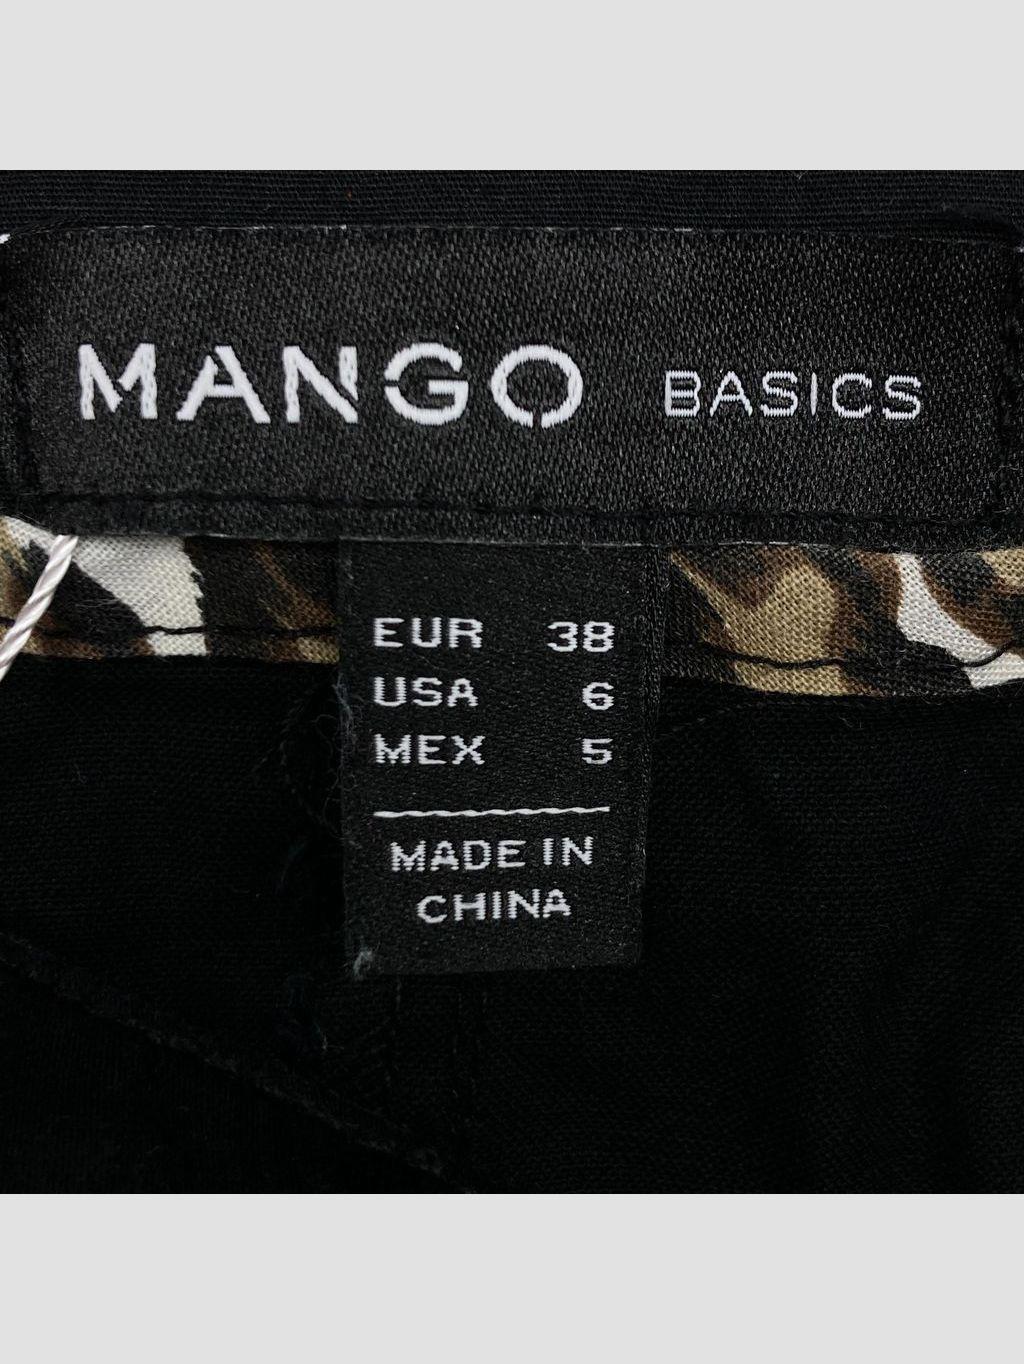 MANGO BASICS
EUR 38
USA 6
MEX 5
MADE IN
CHINA